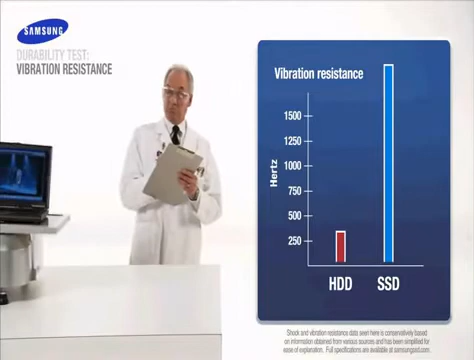 SAMSUNG
DURABILITY TEST:
VIBRATION RESISTANCE
Vibration resistance
1500
1250
1000
750
500
250
Hertz
HDD SSD
Shock and vibration resistance data seen here is conservatively based
on information obtained from various sources and has been simplified for
ease of explanation. Full specifications are available at samsungssd.com.